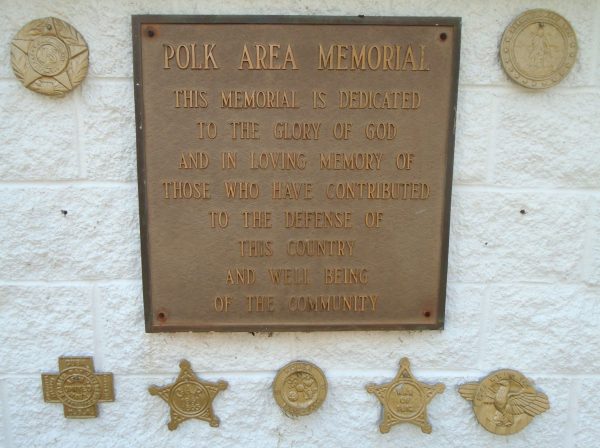 POLK AREA MEMORIAL
THIS MEMORIAL IS DEDICATED
TO THE GLORY OF GOD
AND IN LOVING MEMORY OF
THOSE WHO HAVE CONTRIBUTED
TO THE DEFENSE OF
THIS COUNTRY
AND WELL BEING
OF THE COMMUNITY